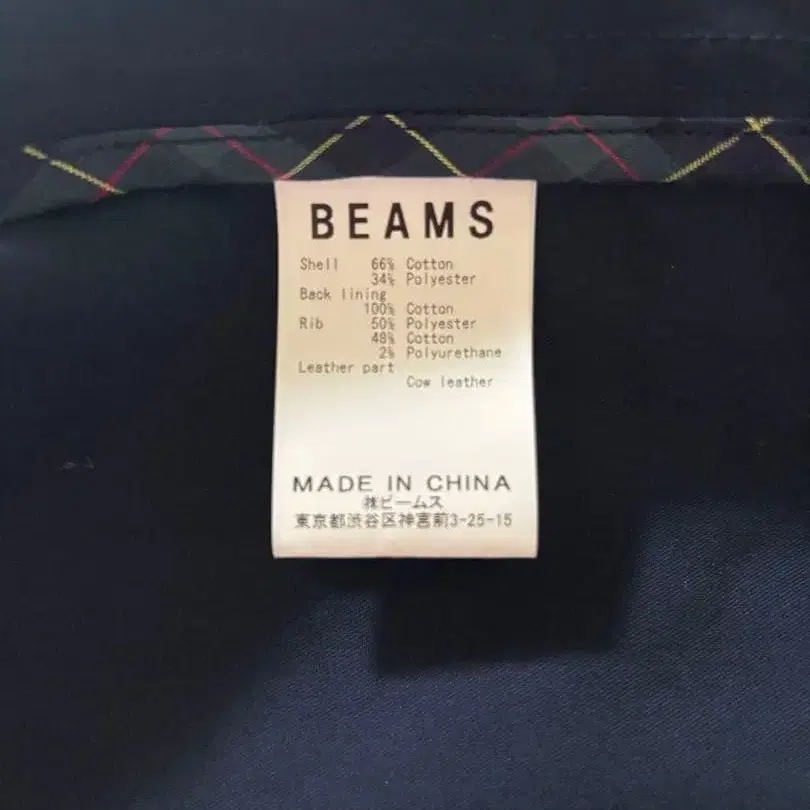 BEAMS
Shell 66% Cotton
34% Polyester
Back lining
100% Cotton
Rib 50% Polyester
48% Cotton
2% Polyurethane
Leather part
Cow leather
MADE IN CHINA
㈱ビームス
東京都渋谷区神宮前3-25-15